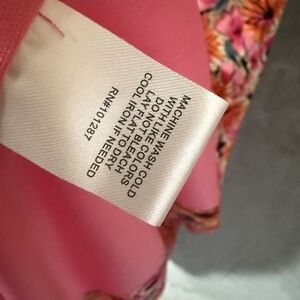 MACHINE WASH COLD
WITH LIKE COLORS
DO NOT BLEACH
LAY FLAT TO DRY
COOL IRON IF NEEDED
RN#101287